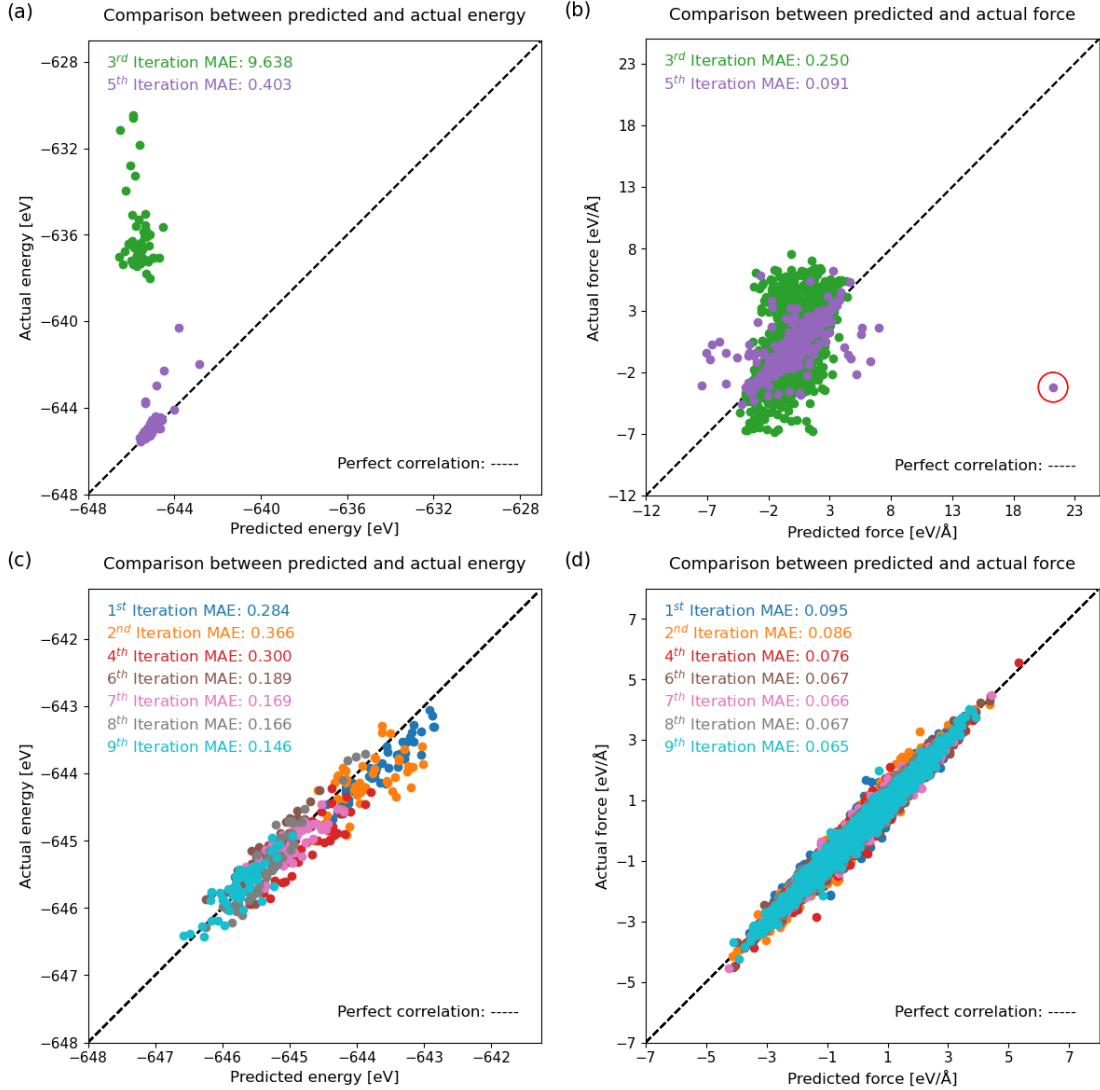 (a)
Comparison between predicted and actual energy
3rd Iteration MAE: 9.638
5th Iteration MAE: 0.403
−628
−632
−636
−640
−644
−648
Actual energy [eV]
Perfect correlation: -----
−648 −644 −640 −636 −632 −628
Predicted energy [eV]
(b)
Comparison between predicted and actual force
3rd Iteration MAE: 0.250
5th Iteration MAE: 0.091
23
18
13
8
3
−2
−7
−12
Actual force [eV/Å]
Perfect correlation: -----
−12 −7 −2 3 8 13 18 23
Predicted force [eV/Å]
(c)
Comparison between predicted and actual energy
1st Iteration MAE: 0.284
2nd Iteration MAE: 0.366
4th Iteration MAE: 0.300
6th Iteration MAE: 0.189
7th Iteration MAE: 0.169
8th Iteration MAE: 0.166
9th Iteration MAE: 0.146
−642
−643
−644
−645
−646
−647
−648
Actual energy [eV]
Perfect correlation: -----
−648 −647 −646 −645 −644 −643 −642
Predicted energy [eV]
(d)
Comparison between predicted and actual force
1st Iteration MAE: 0.095
2nd Iteration MAE: 0.086
4th Iteration MAE: 0.076
6th Iteration MAE: 0.067
7th Iteration MAE: 0.066
8th Iteration MAE: 0.067
9th Iteration MAE: 0.065
7
5
3
1
−1
−3
−5
−7
Actual force [eV/Å]
Perfect correlation: -----
−7 −5 −3 −1 1 3 5 7
Predicted force [eV/Å]